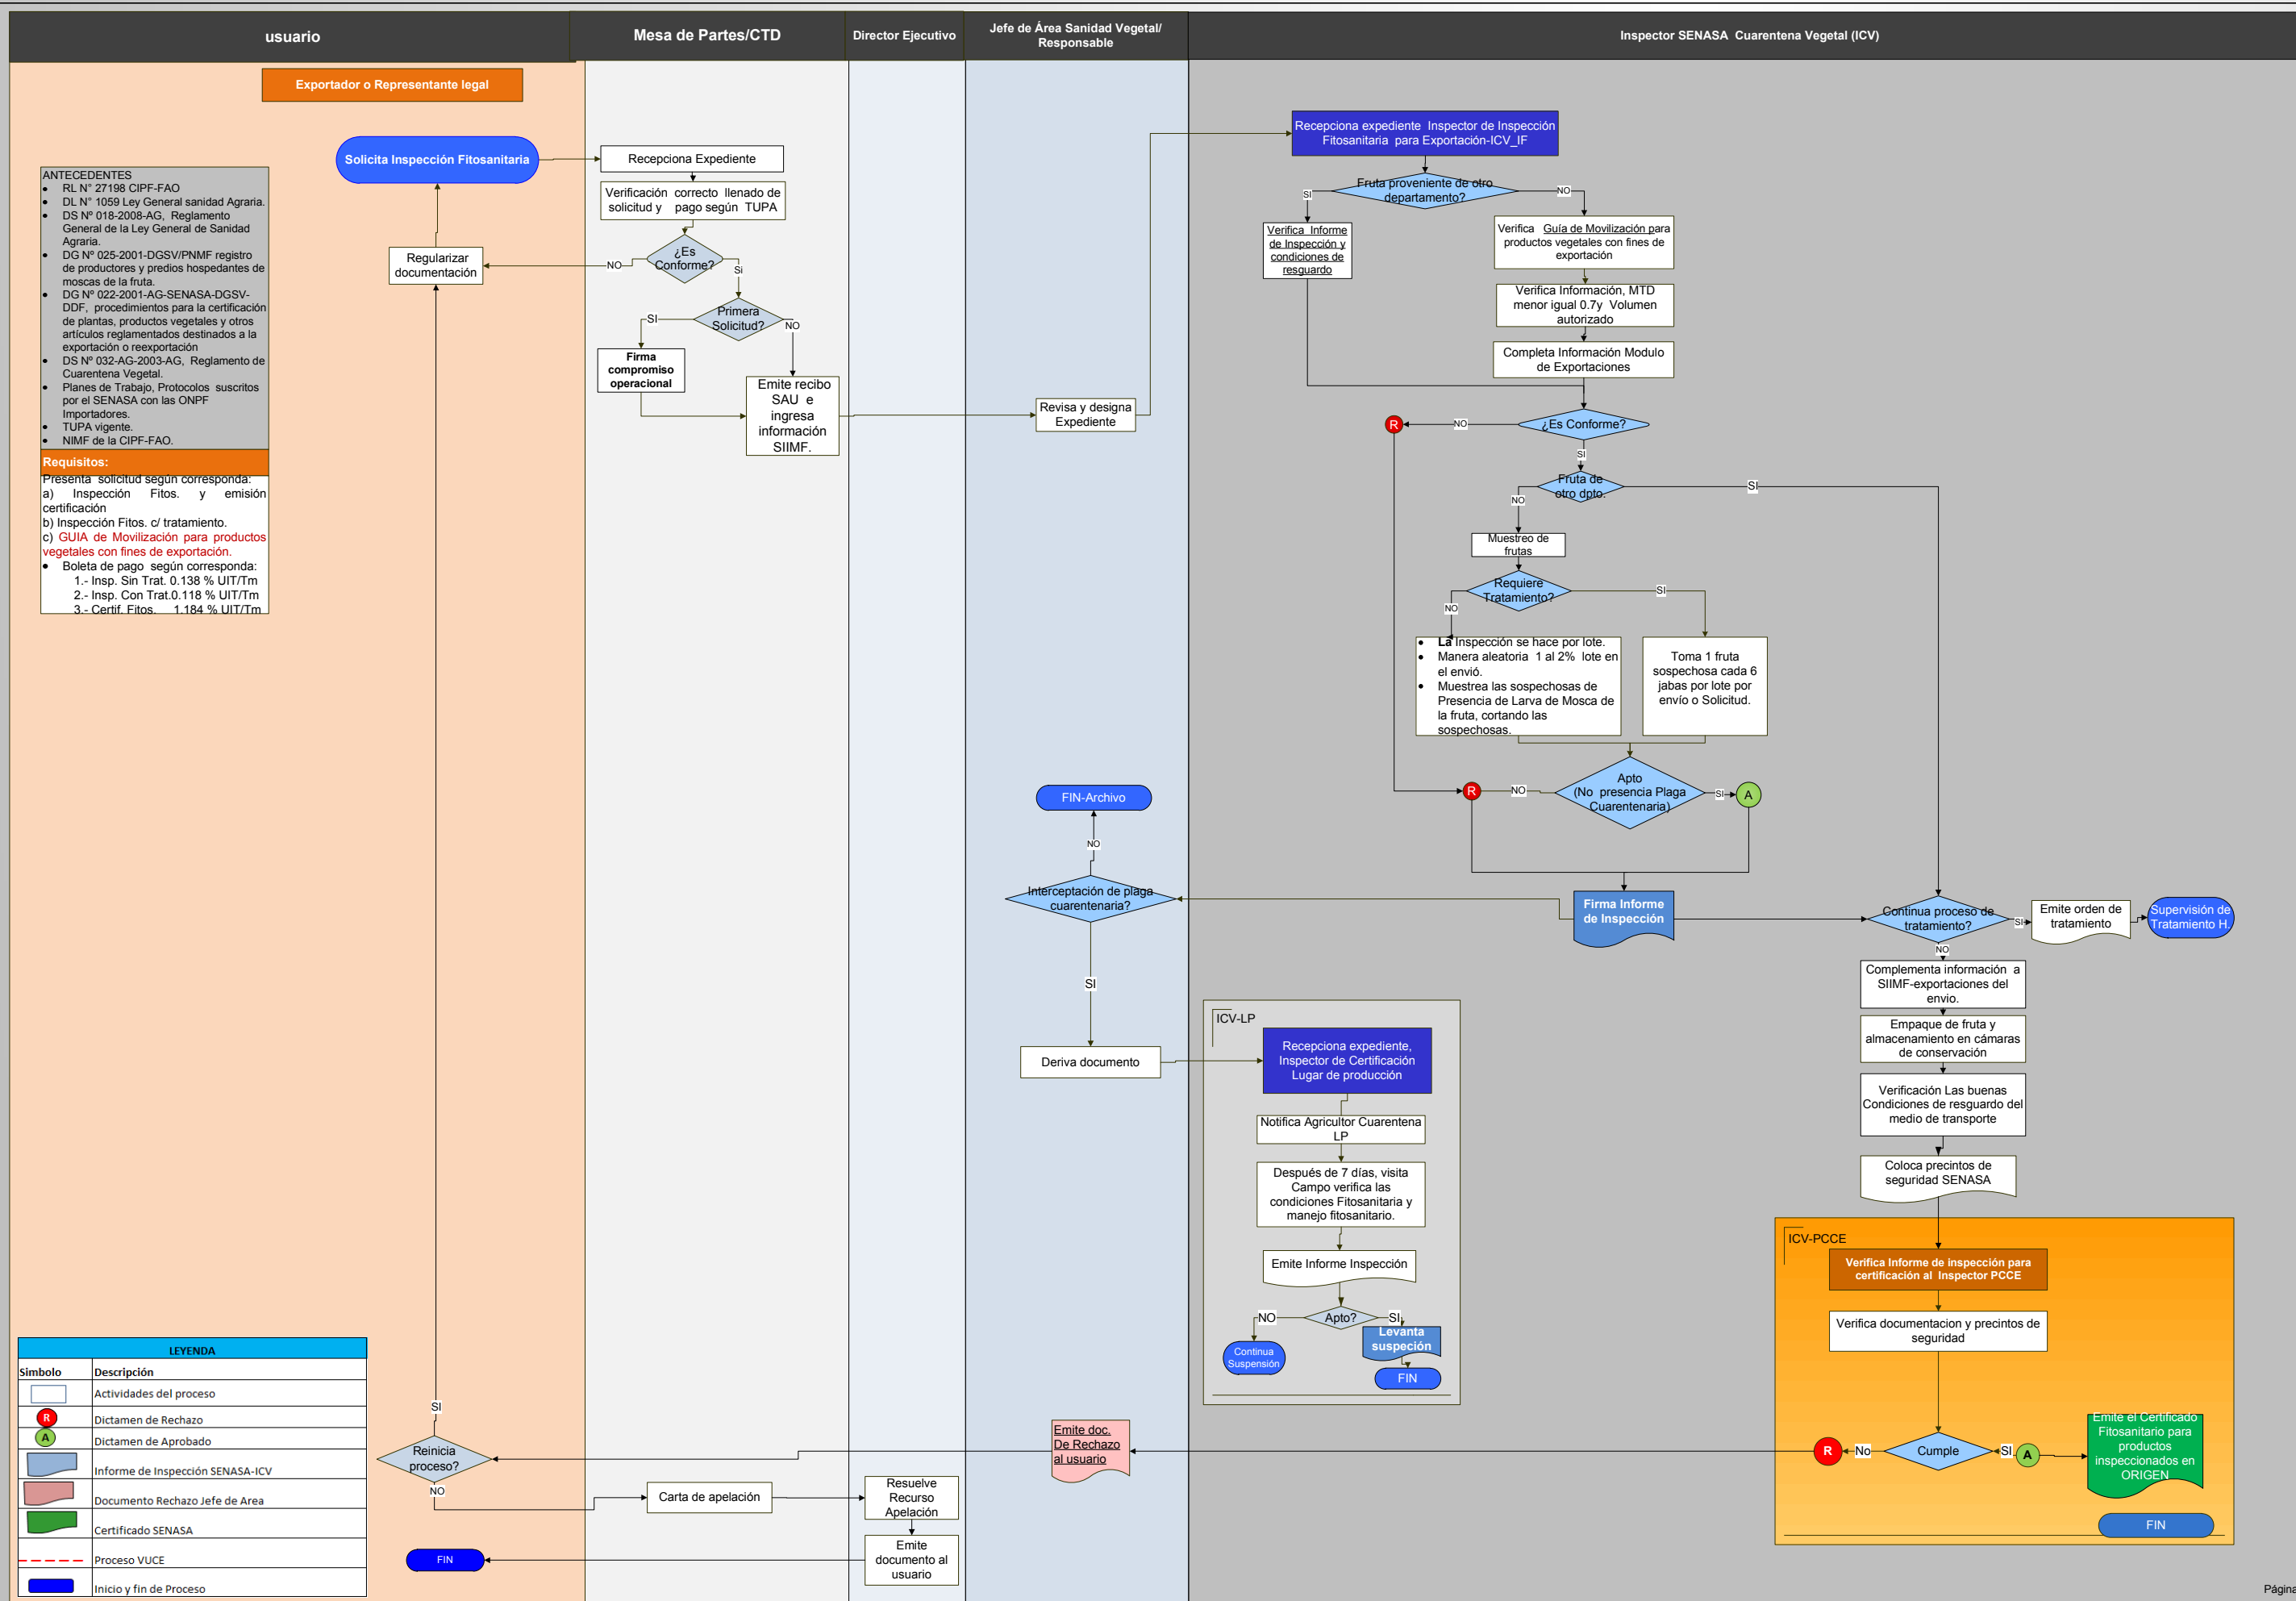 usuario
Mesa de Partes/CTD
Director Ejecutivo
Jefe de Área Sanidad Vegetal/
Responsable
Inspector SENASA  Cuarentena Vegetal (ICV)
Exportador o Representante legal
Solicita Inspección Fitosanitaria
ANTECEDENTES
• RL N° 27198 CIPF-FAO
• DL N° 1059 Ley General sanidad Agraria.
• DS Nº 018-2008-AG,  Reglamento
General de la Ley General de Sanidad
Agraria.
• DG Nº 025-2001-DGSV/PNMF registro
de productores y predios hospedantes de
moscas de la fruta.
• DG Nº 022-2001-AG-SENASA-DGSV-
DDF,  procedimientos para la certificación
de plantas, productos vegetales y otros
artículos reglamentados destinados a la
exportación o reexportación
• DS Nº 032-AG-2003-AG,  Reglamento de
Cuarentena Vegetal.
• Planes de Trabajo, Protocolos  suscritos
por el SENASA con las ONPF
Importadores.
• TUPA vigente.
• NIMF de la CIPF-FAO.
Requisitos:
Presenta  solicitud según corresponda:
a) Inspección Fitos. y emisión
certificación
b) Inspección Fitos. c/ tratamiento.
c) GUIA de Movilización para productos
vegetales con fines de exportación.
• Boleta de pago  según corresponda:
1.- Insp. Sin Trat. 0.138 % UIT/Tm
2.- Insp. Con Trat.0.118 % UIT/Tm
3.- Certif. Fitos.    1.184 % UIT/Tm
Regularizar
documentación
Recepciona Expediente
Verificación  correcto  llenado de
solicitud y    pago según  TUPA
¿Es
Conforme?
NO
Si
Primera
Solicitud?
SI
NO
Firma
compromiso
operacional
Emite recibo
SAU  e
ingresa
información
SIIMF.
Revisa y designa
Expediente
Recepciona expediente  Inspector de Inspección
Fitosanitaria  para Exportación-ICV_IF
Fruta proveniente de otro
departamento?
SI
NO
Verifica  Informe
de Inspección y
condiciones de
resguardo
Verifica   Guía de Movilización para
productos vegetales con fines de
exportación
Verifica Información, MTD
menor igual 0.7y  Volumen
autorizado
Completa Información Modulo
de Exportaciones
¿Es Conforme?
NO
R
SI
Fruta de
otro dpto.
NO
SI
Muestreo de
frutas
Requiere
Tratamiento?
NO
SI
• La Inspección se hace por lote.
• Manera aleatoria  1 al 2%  lote en
el envió.
• Muestrea las sospechosas de
Presencia de Larva de Mosca de
la fruta, cortando las
sospechosas.
Toma 1 fruta
sospechosa cada 6
jabas por lote por
envío o Solicitud.
Apto
(No  presencia Plaga
Cuarentenaria)
R
NO
SI
A
FIN-Archivo
NO
Interceptación de plaga
cuarentenaria?
SI
Deriva documento
Firma Informe
de Inspección
Continua proceso de
tratamiento?
SI
NO
Emite orden de
tratamiento
Supervisión de
Tratamiento H.
Complementa información  a
SIIMF-exportaciones del
envio.
Empaque de fruta y
almacenamiento en cámaras
de conservación
Verificación Las buenas
Condiciones de resguardo del
medio de transporte
Coloca precintos de
seguridad SENASA
ICV-LP
Recepciona expediente,
Inspector de Certificación
Lugar de producción
Notifica Agricultor Cuarentena
LP
Después de 7 días, visita
Campo verifica las
condiciones Fitosanitaria y
manejo fitosanitario.
Emite Informe Inspección
Apto?
NO
SI
Continua
Suspensión
Levanta
suspeción
FIN
ICV-PCCE
Verifica Informe de inspección para
certificación al  Inspector PCCE
Verifica documentacion y precintos de
seguridad
Cumple
No
R
SI
A
Emite el Certificado
Fitosanitario para
productos
inspeccionados en
ORIGEN
FIN
Emite doc.
De Rechazo
al usuario
SI
Reinicia
proceso?
NO
Carta de apelación
Resuelve
Recurso
Apelación
Emite
documento al
usuario
FIN
LEYENDA
Simbolo Descripción
Actividades del proceso
R Dictamen de Rechazo
A Dictamen de Aprobado
Informe de Inspección SENASA-ICV
Documento Rechazo Jefe de Area
Certificado SENASA
Proceso VUCE
Inicio y fin de Proceso
Página